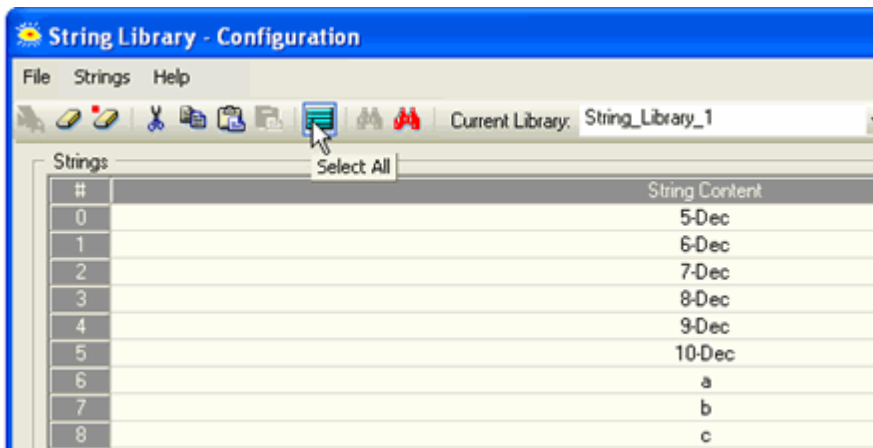 String Library - Configuration
File Strings Help
Current Library: String_Library_1
Select All
Strings
# String Content
0 5-Dec
1 6-Dec
2 7-Dec
3 8-Dec
4 9-Dec
5 10-Dec
6 a
7 b
8 c